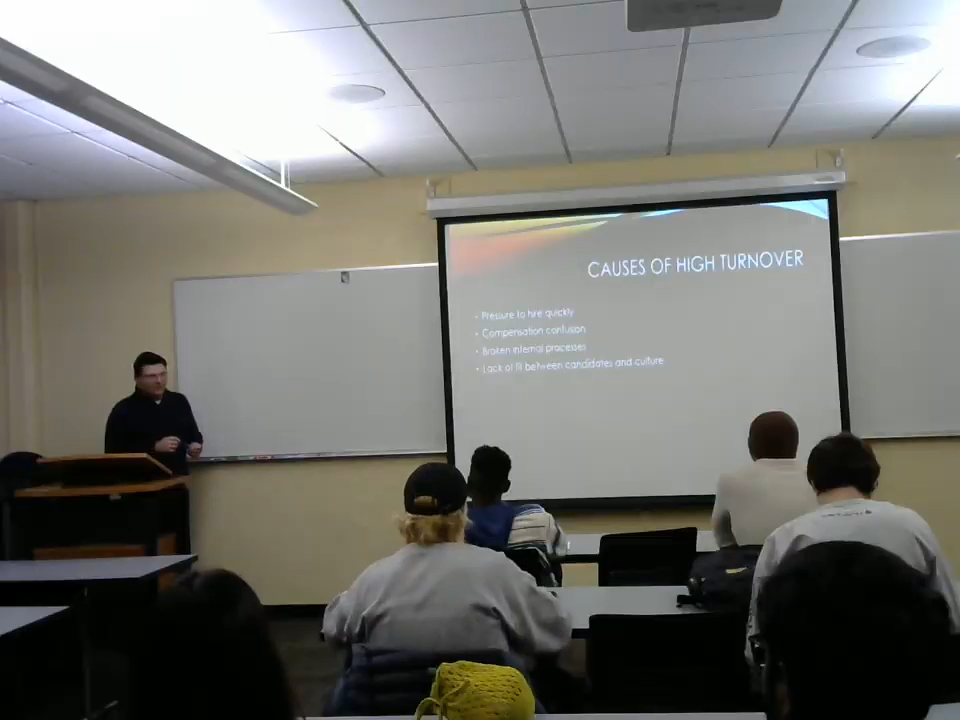 CAUSES OF HIGH TURNOVER
• Pressure to hire quickly
• Compensation confusion
• Broken internal processes
• Lack of fit between candidates and culture